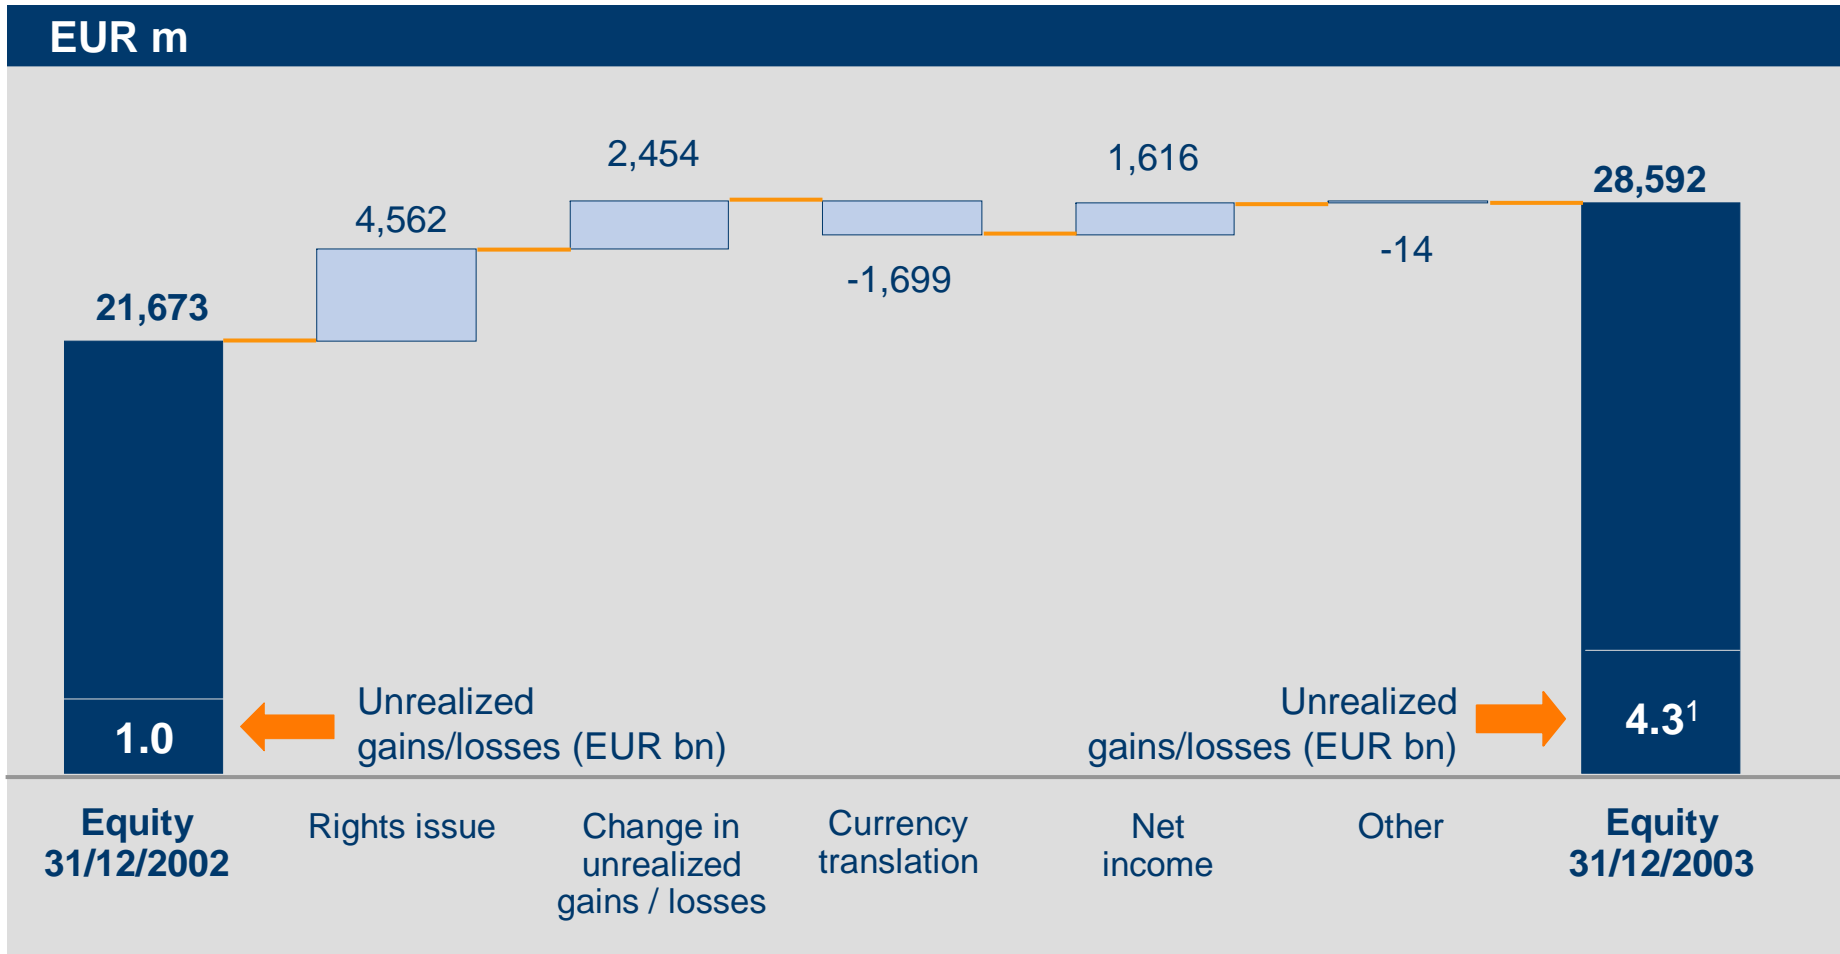 EUR m
2,454
1,616
28,592
4,562
-14
-1,699
21,673
Unrealized
gains/losses (EUR bn)
Unrealized
gains/losses (EUR bn)
1.0
4.3¹
Equity
31/12/2002
Rights issue
Change in
unrealized
gains / losses
Currency
translation
Net
income
Other
Equity
31/12/2003